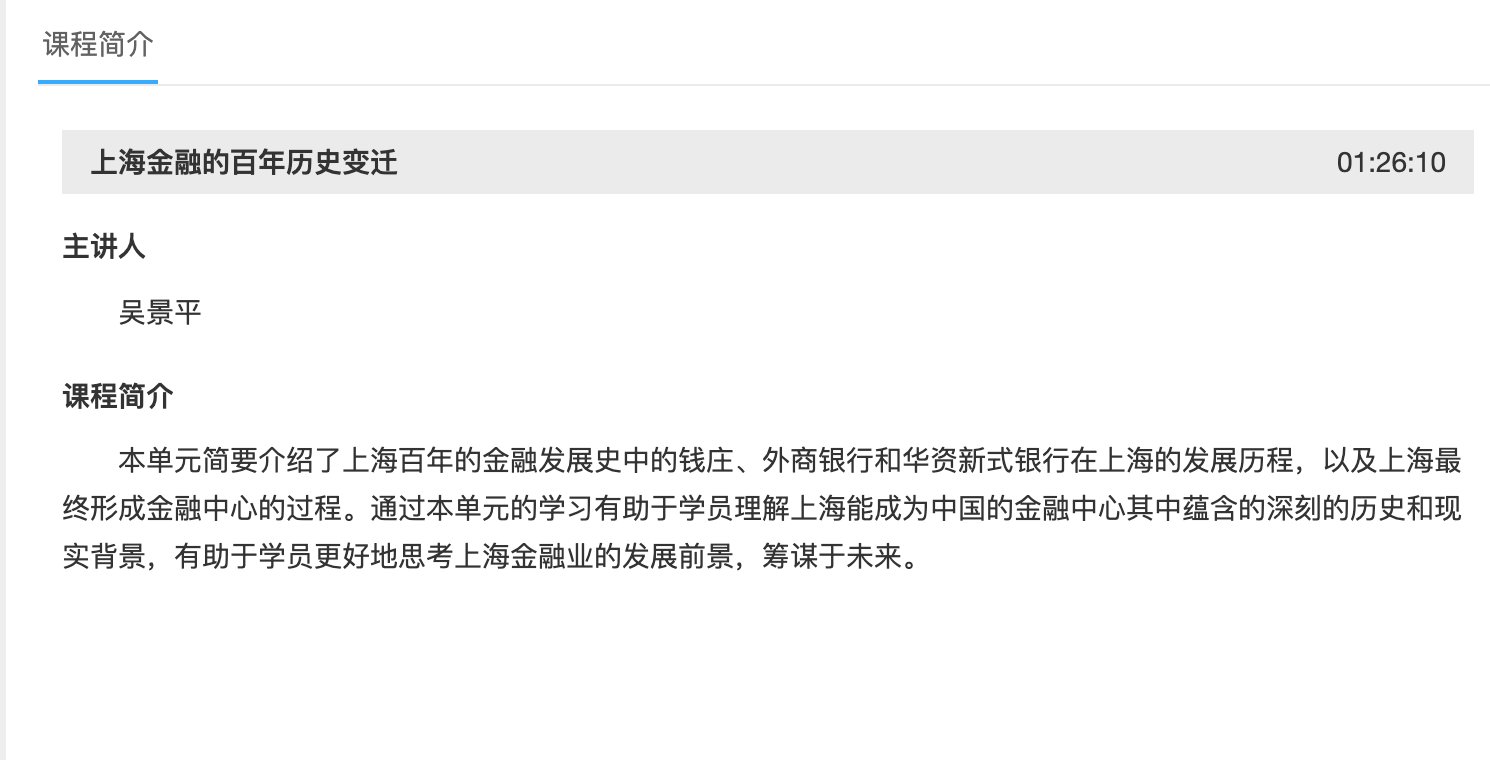 课程简介
上海金融的百年历史变迁 01:26:10
主讲人
吴景平
课程简介
本单元简要介绍了上海百年的金融发展史中的钱庄、外商银行和华资新式银行在上海的发展历程，以及上海最
终形成金融中心的过程。通过本单元的学习有助于学员理解上海能成为中国的金融中心其中蕴含的深刻的历史和现
实背景，有助于学员更好地思考上海金融业的发展前景，筹谋于未来。